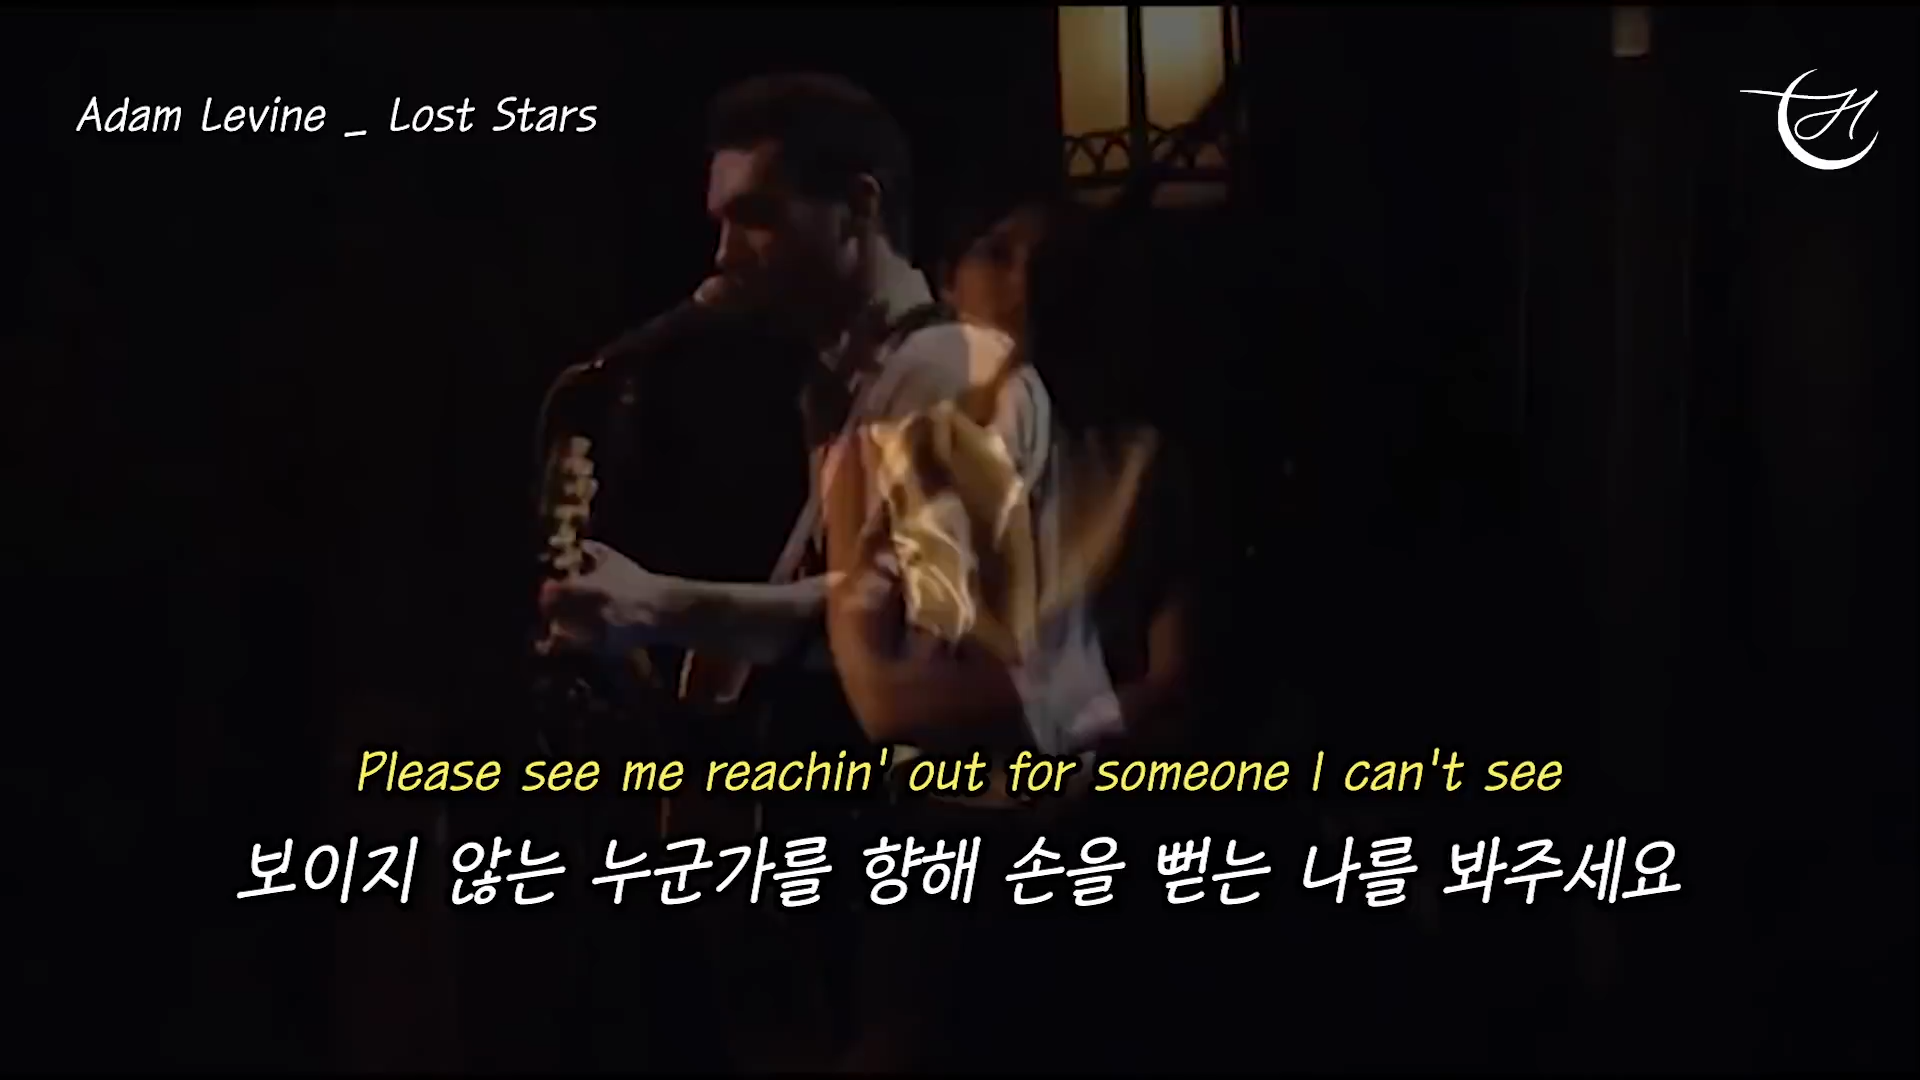 Adam Levine _ Lost Stars
Please see me reachin' out for someone I can't see
보이지 않는 누군가를 향해 손을 뻗는 나를 봐주세요